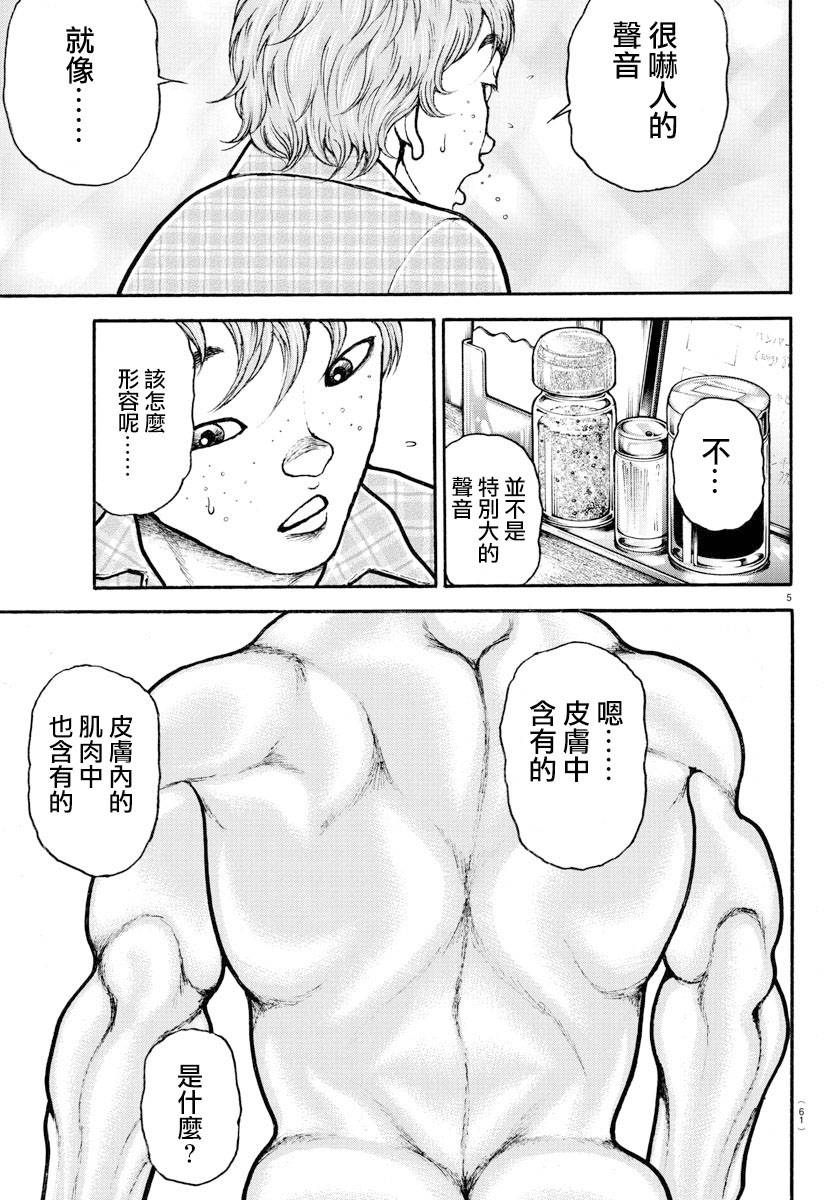 很嚇人的
聲音
就像……
不…
並不是
特別大的
聲音
該怎麼
形容呢……
5
嗯……
皮膚中
含有的
皮膚內的
肌肉中
也含有的
是什麼?
(61)